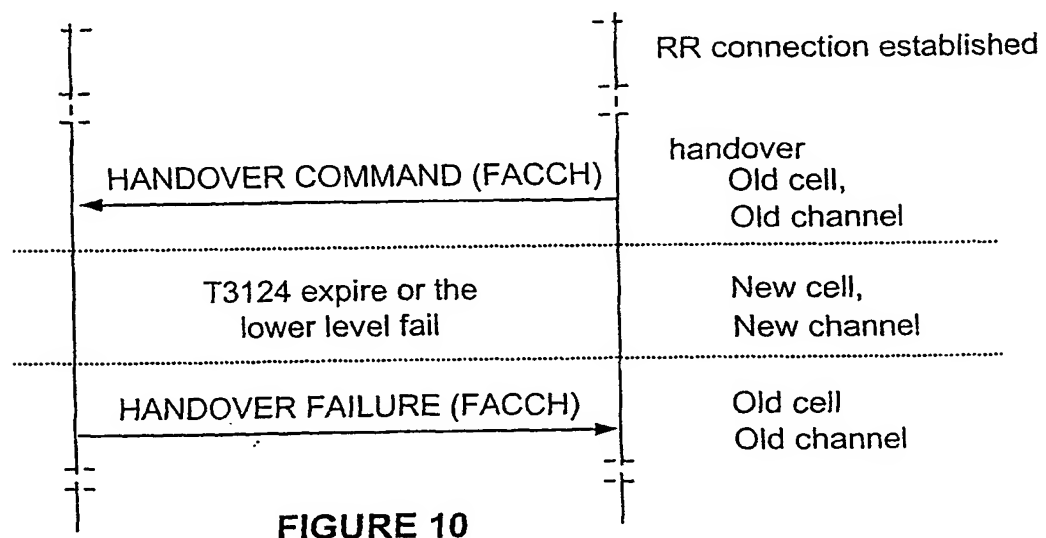 RR connection established
handover
HANDOVER COMMAND (FACCH)
Old cell,
Old channel
T3124 expire or the
lower level fail
New cell,
New channel
HANDOVER FAILURE (FACCH)
Old cell
Old channel
FIGURE 10